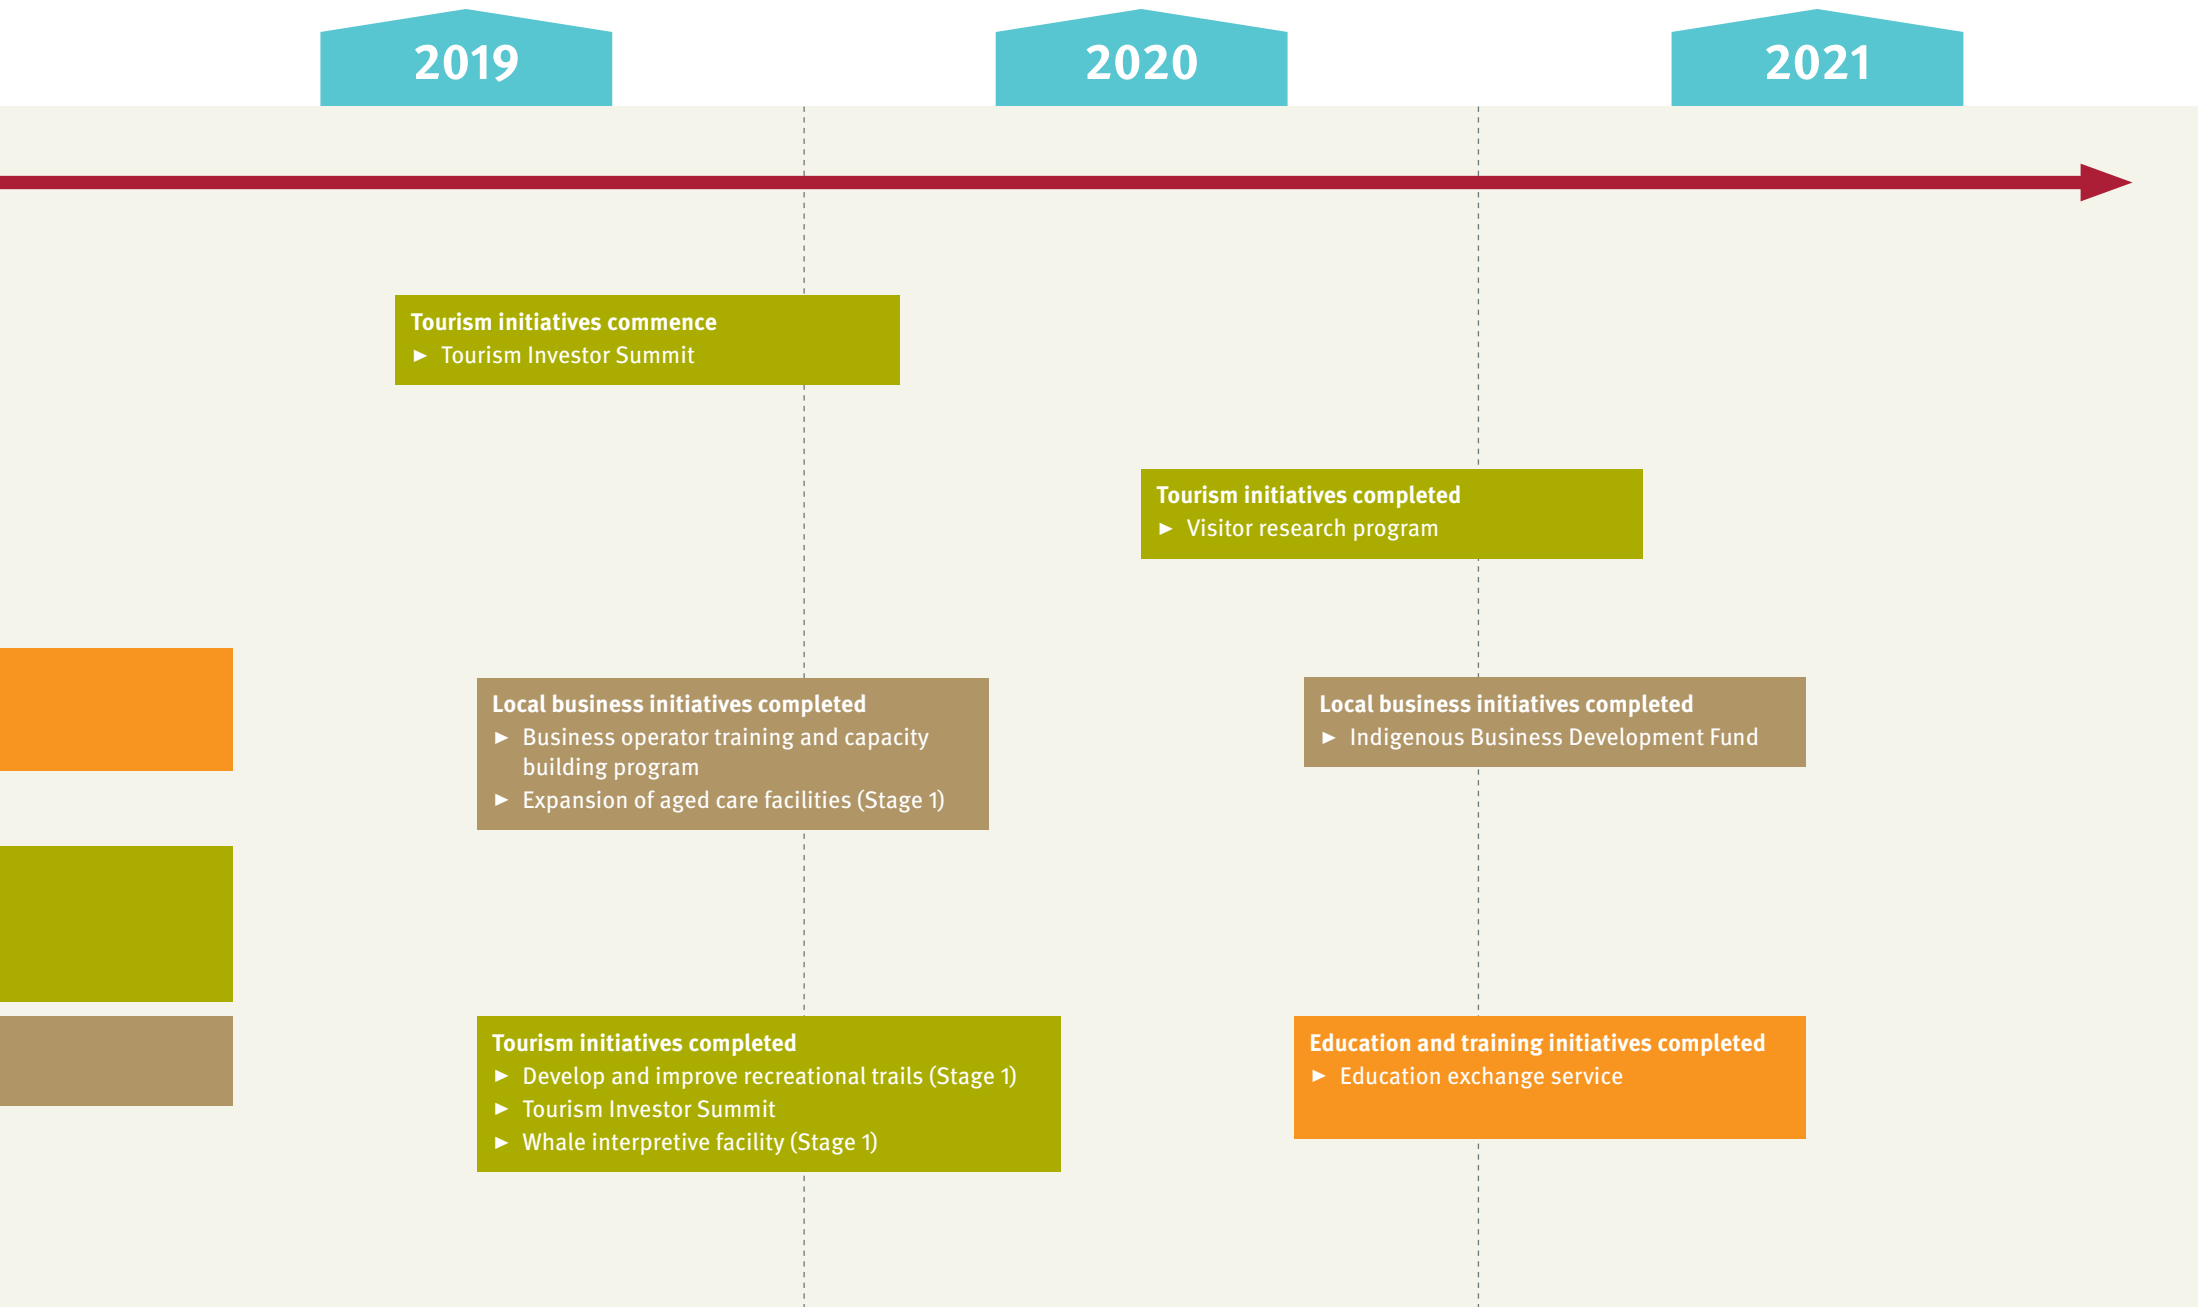 2019
2020
2021
Tourism initiatives commence
► Tourism Investor Summit
Tourism initiatives completed
► Visitor research program
Local business initiatives completed
► Business operator training and capacity
building program
► Expansion of aged care facilities (Stage 1)
Local business initiatives completed
► Indigenous Business Development Fund
Tourism initiatives completed
► Develop and improve recreational trails (Stage 1)
► Tourism Investor Summit
► Whale interpretive facility (Stage 1)
Education and training initiatives completed
► Education exchange service